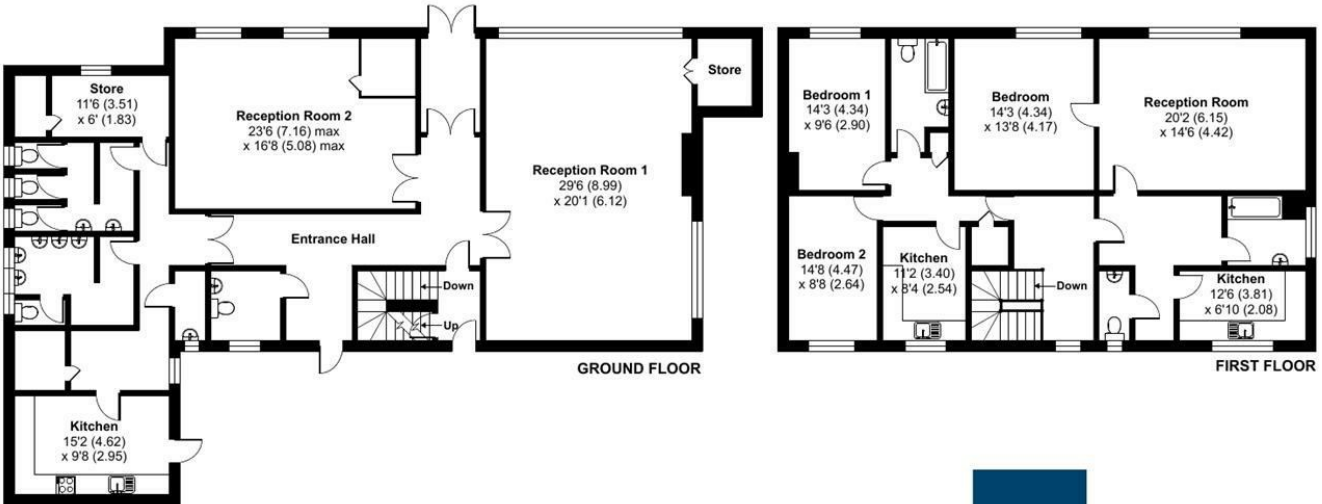 Store
11'6 (3.51)
x 6' (1.83)
Reception Room 2
23'6 (7.16) max
x 16'8 (5.08) max
Store
Reception Room 1
29'6 (8.99)
x 20'1 (6.12)
Entrance Hall
Down
Up
Kitchen
15'2 (4.62)
x 9'8 (2.95)
GROUND FLOOR
Bedroom 1
14'3 (4.34)
x 9'6 (2.90)
Bedroom
14'3 (4.34)
x 13'8 (4.17)
Reception Room
20'2 (6.15)
x 14'6 (4.42)
Bedroom 2
14'8 (4.47)
x 8'8 (2.64)
Kitchen
11'2 (3.40)
x 8'4 (2.54)
Down
Kitchen
12'6 (3.81)
x 6'10 (2.08)
FIRST FLOOR